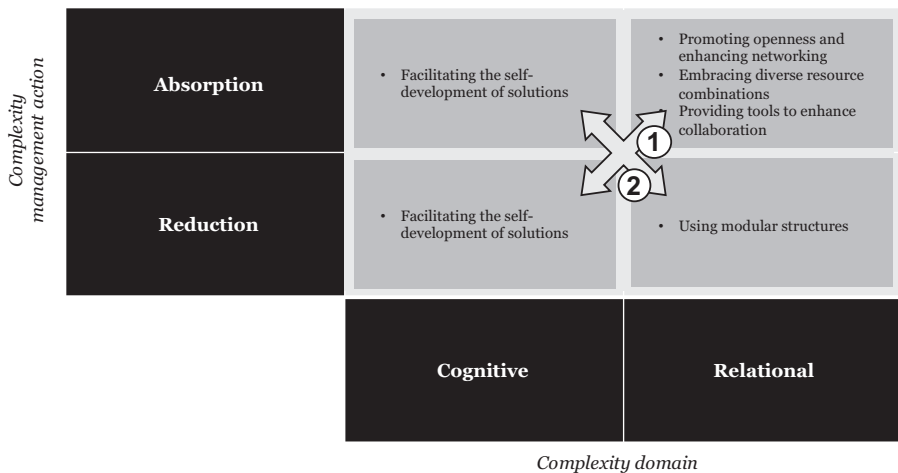 Complexity
management action
Absorption
• Facilitating the self-
development of solutions
• Promoting openness and
enhancing networking
• Embracing diverse resource
combinations
• Providing tools to enhance
collaboration
1
2
Reduction
• Facilitating the self-
development of solutions
• Using modular structures
Cognitive
Relational
Complexity domain